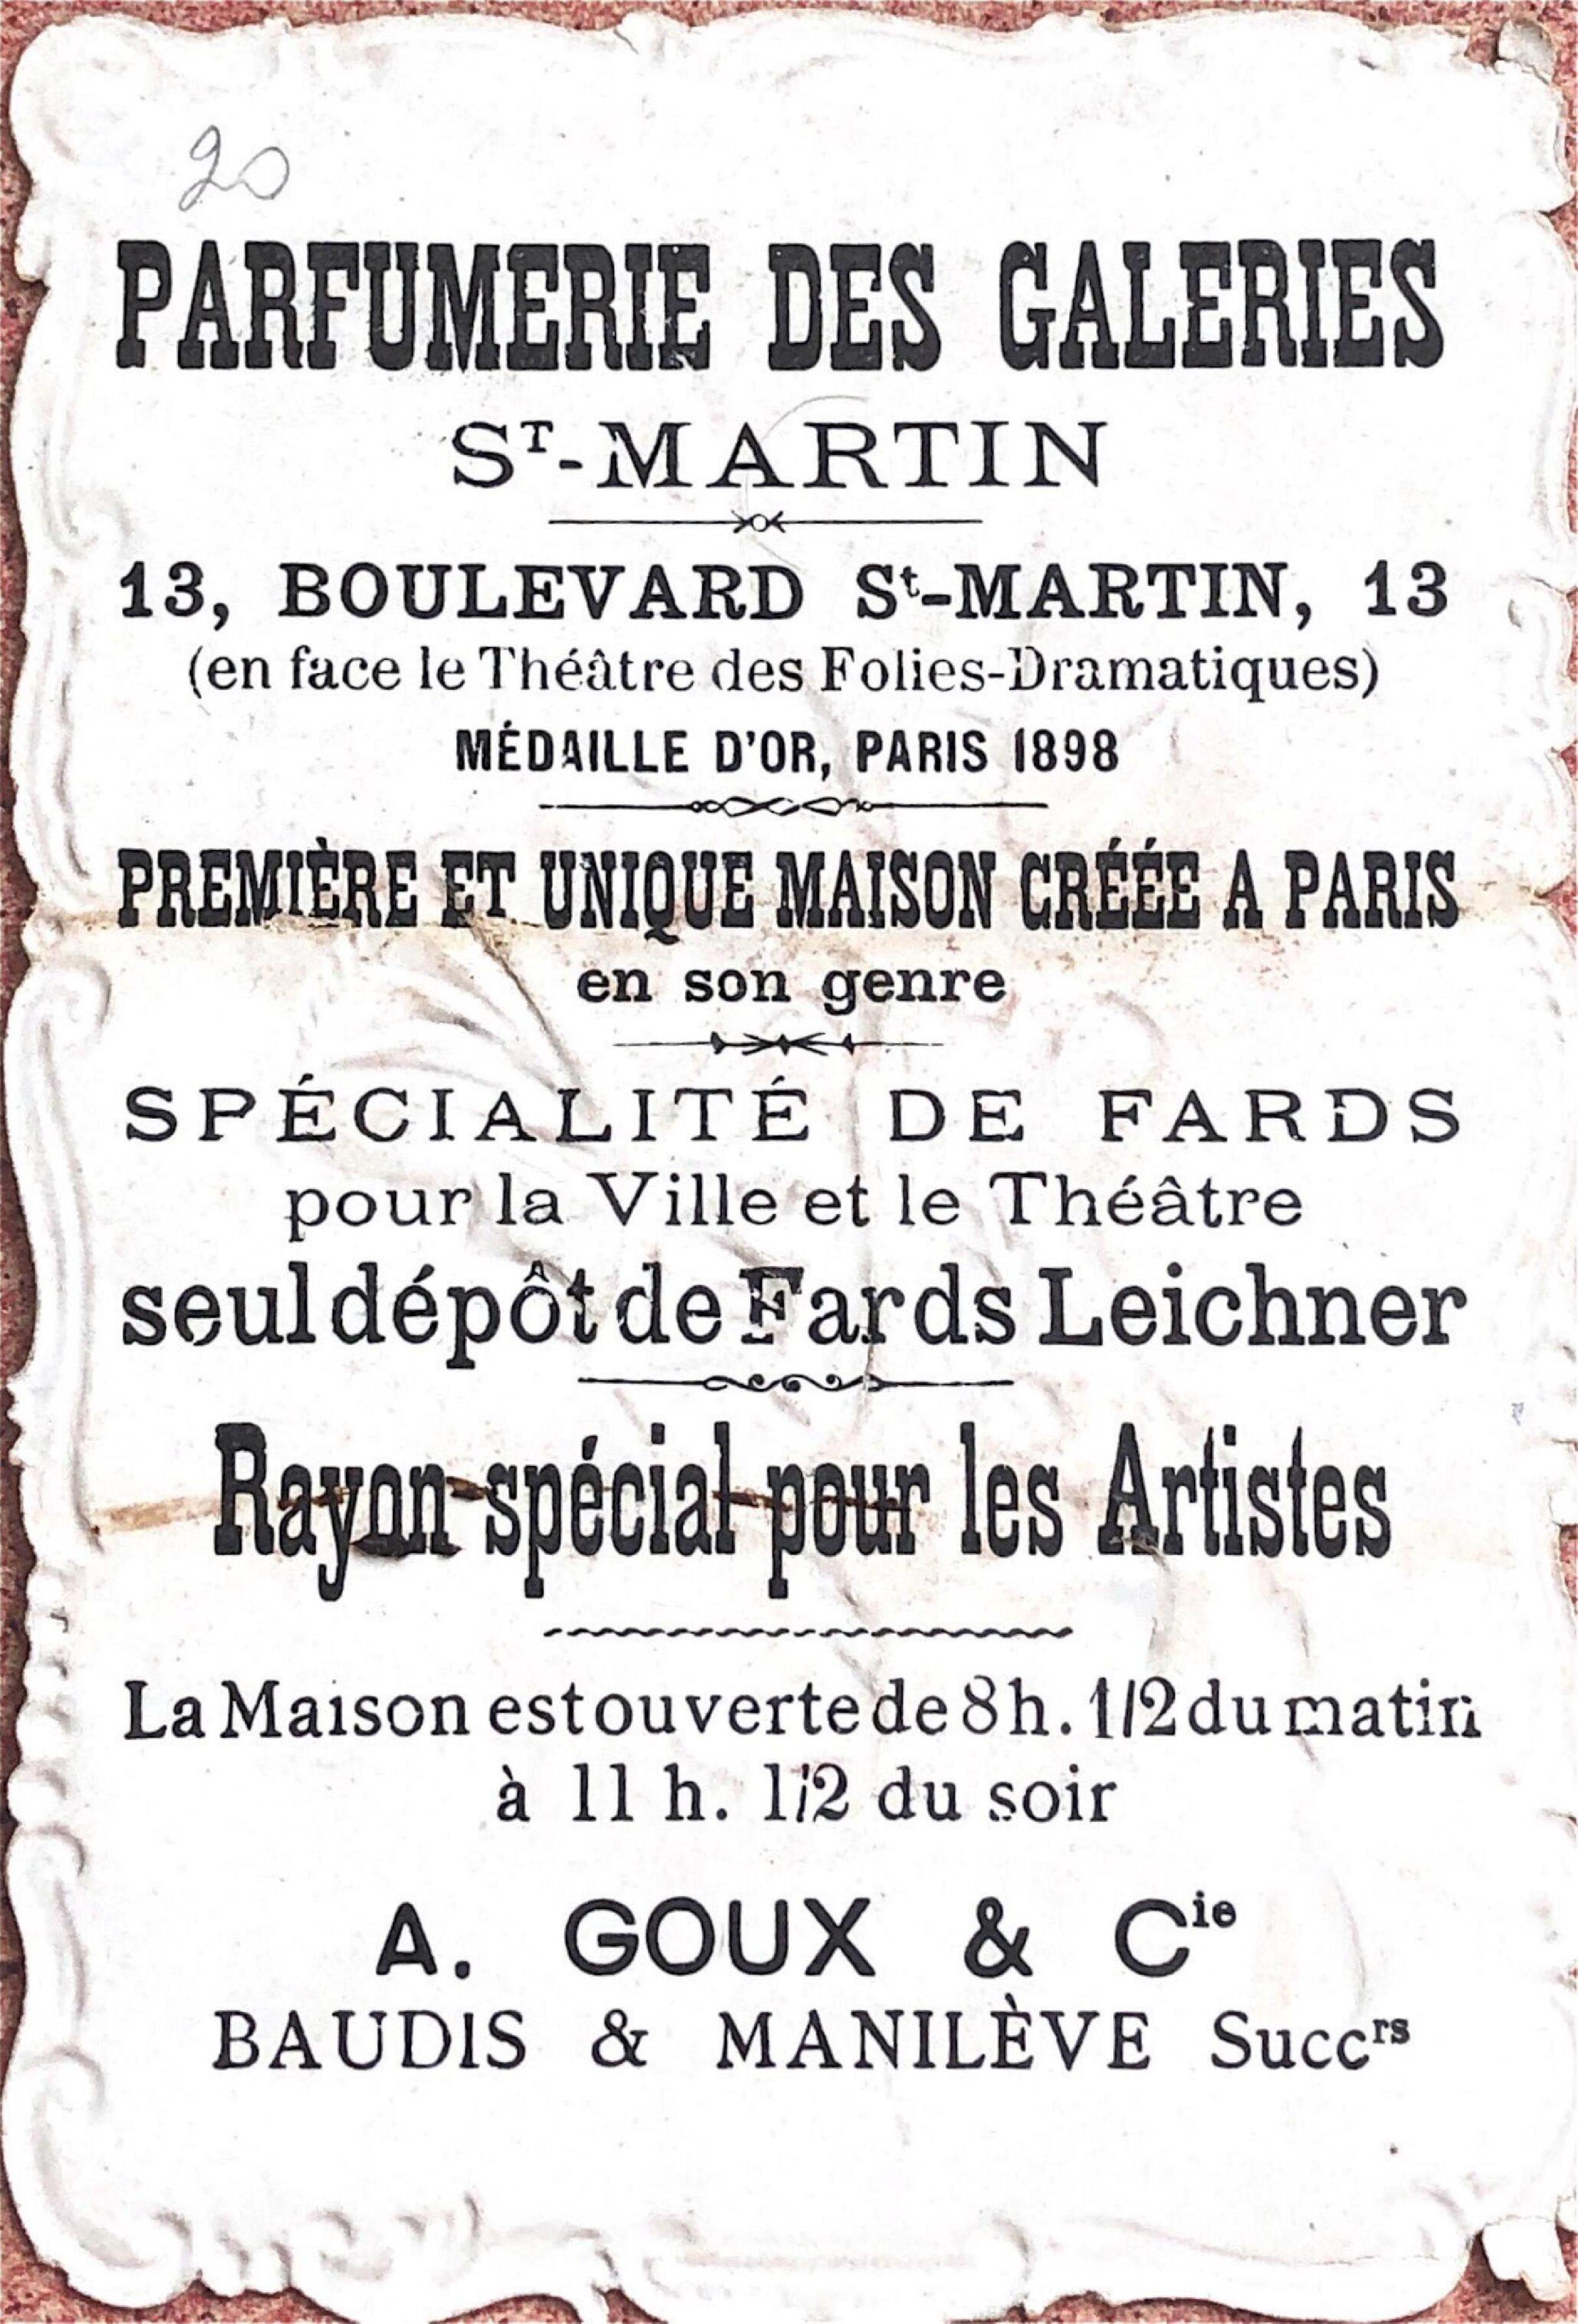 20
PARFUMERIE DES GALERIES
ST-MARTIN
13, BOULEVARD St-MARTIN, 13
(en face le Théâtre des Folies-Dramatiques)
MÉDAILLE D'OR, PARIS 1898
PREMIÈRE ET UNIQUE MAISON CRÉÉE A PARIS
en son genre
SPÉCIALITÉ DE FARDS
pour la Ville et le Théâtre
seul dépôt de Fards Leichner
Rayon spécial pour les Artistes
La Maison est ouverte de 8 h. 1/2 du matin
à 11 h. 1/2 du soir
A. GOUX & Cie
BAUDIS & MANILÈVE Succrs